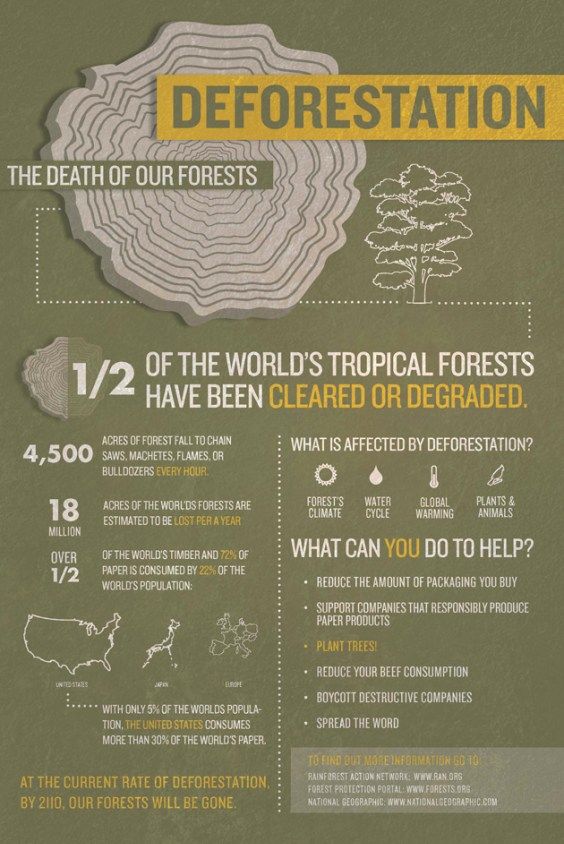 DEFORESTATION
THE DEATH OF OUR FORESTS
1/2
OF THE WORLD'S TROPICAL FORESTS
HAVE BEEN CLEARED OR DEGRADED.
4,500
ACRES OF FOREST FALL TO CHAIN
SAWS, MACHETES, FLAMES, OR
BULLDOZERS EVERY HOUR.
18
MILLION
ACRES OF THE WORLDS FORESTS ARE
ESTIMATED TO BE LOST PER A YEAR
OVER
1/2
OF THE WORLD'S TIMBER AND 72% OF
PAPER IS CONSUMED BY 22% OF THE
WORLD'S POPULATION:
UNITED STATES
JAPAN
EUROPE
WITH ONLY 5% OF THE WORLDS POPULA-
TION, THE UNITED STATES CONSUMES
MORE THAN 30% OF THE WORLD'S PAPER.
AT THE CURRENT RATE OF DEFORESTATION,
BY 2110, OUR FORESTS WILL BE GONE.
WHAT IS AFFECTED BY DEFORESTATION?
FOREST'S
CLIMATE
WATER
CYCLE
GLOBAL
WARMING
PLANTS &
ANIMALS
WHAT CAN YOU DO TO HELP?
• REDUCE THE AMOUNT OF PACKAGING YOU BUY
• SUPPORT COMPANIES THAT RESPONSIBLY PRODUCE
PAPER PRODUCTS
• PLANT TREES!
• REDUCE YOUR BEEF CONSUMPTION
• BOYCOTT DESTRUCTIVE COMPANIES
• SPREAD THE WORD
TO FIND OUT MORE INFORMATION GO TO:
RAINFOREST ACTION NETWORK: WWW.RAN.ORG
FOREST PROTECTION PORTAL: WWW.FORESTS.ORG
NATIONAL GEOGRAPHIC: WWW.NATIONALGEOGRAPHIC.COM